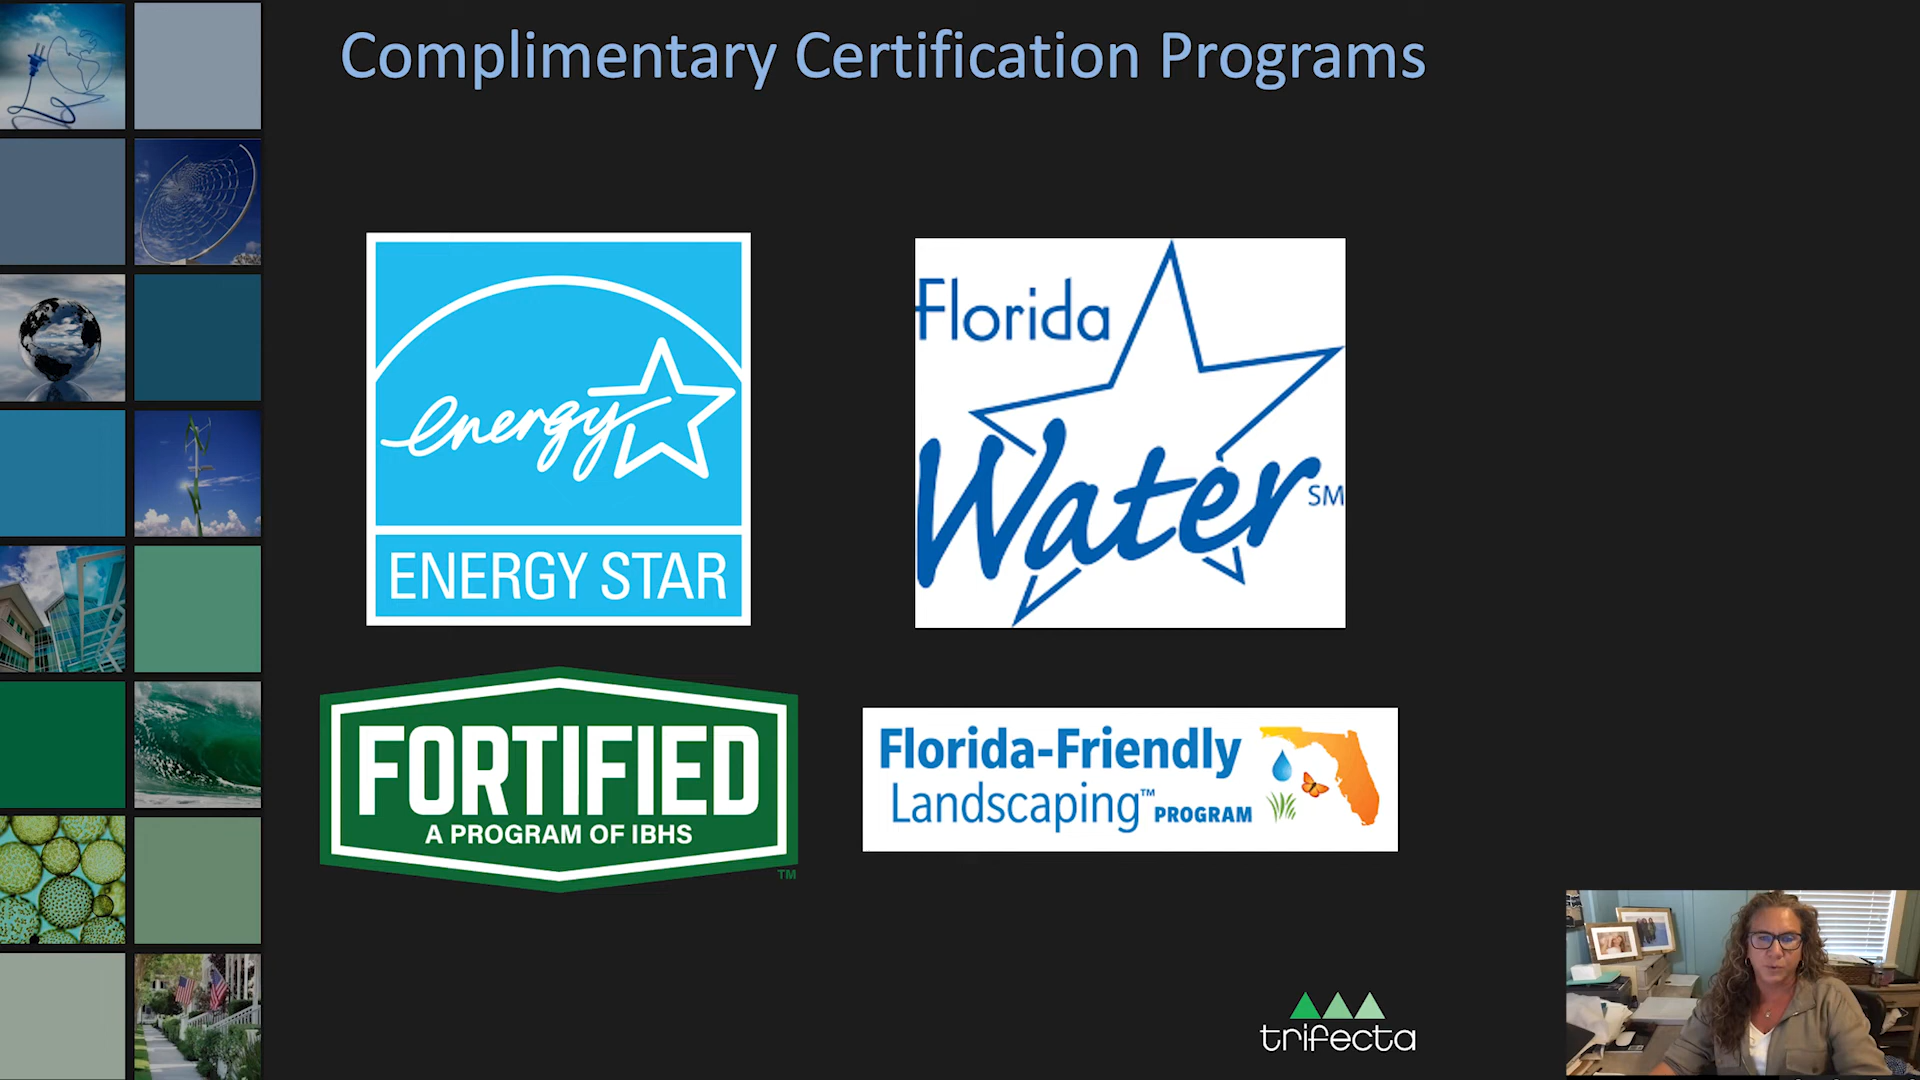 Complimentary Certification Programs
energy
ENERGY STAR
Florida
Water SM
FORTIFIED
A PROGRAM OF IBHS
TM
Florida-Friendly
Landscaping™ PROGRAM
trifecta